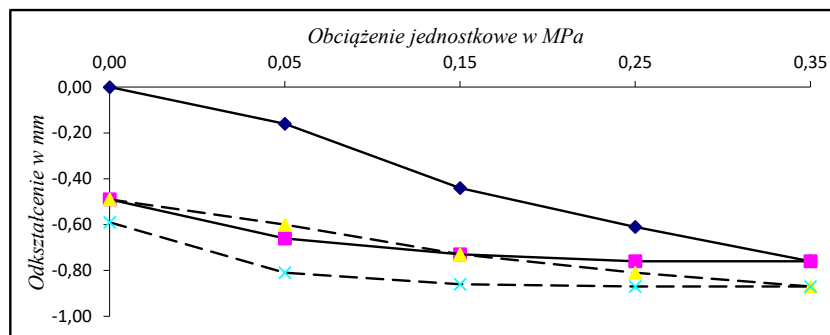 Obciążenie jednostkowe w MPa
0,00 0,05 0,15 0,25 0,35
0,00
-0,20
-0,40
-0,60
-0,80
-1,00
Odkształcenie w mm